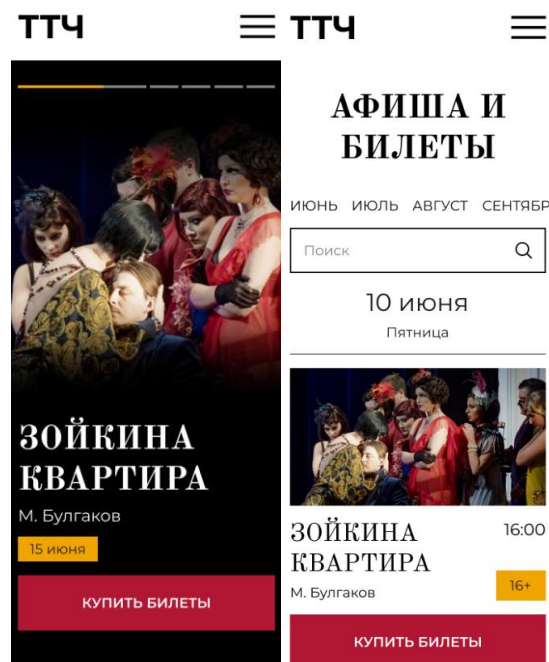 ТТЧ
ЗОЙКИНА
КВАРТИРА
М. Булгаков
15 июня
КУПИТЬ БИЛЕТЫ
ТТЧ
АФИША И
БИЛЕТЫ
ИЮНЬ ИЮЛЬ АВГУСТ СЕНТЯБР
Поиск
10 июня
Пятница
ЗОЙКИНА
КВАРТИРА
16:00
М. Булгаков
16+
КУПИТЬ БИЛЕТЫ